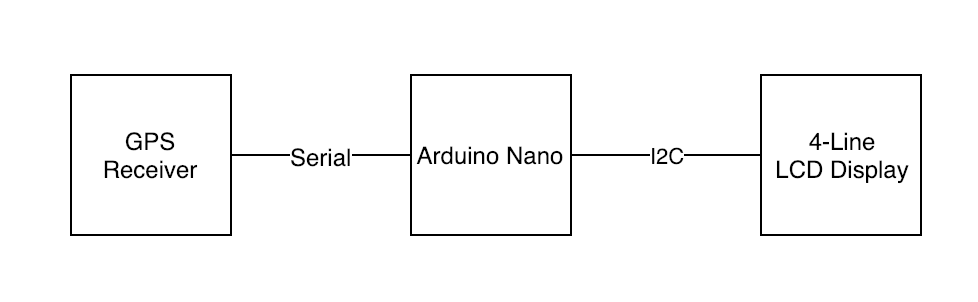 GPS
Receiver
Serial
Arduino Nano
I2C
4-Line
LCD Display